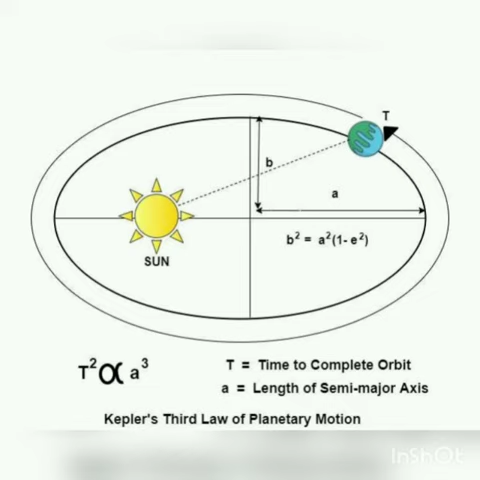 T
b
a
b² = a²(1- e²)
SUN
T² ∝ a³
T = Time to Complete Orbit
a = Length of Semi-major Axis
Kepler's Third Law of Planetary Motion
InShOt